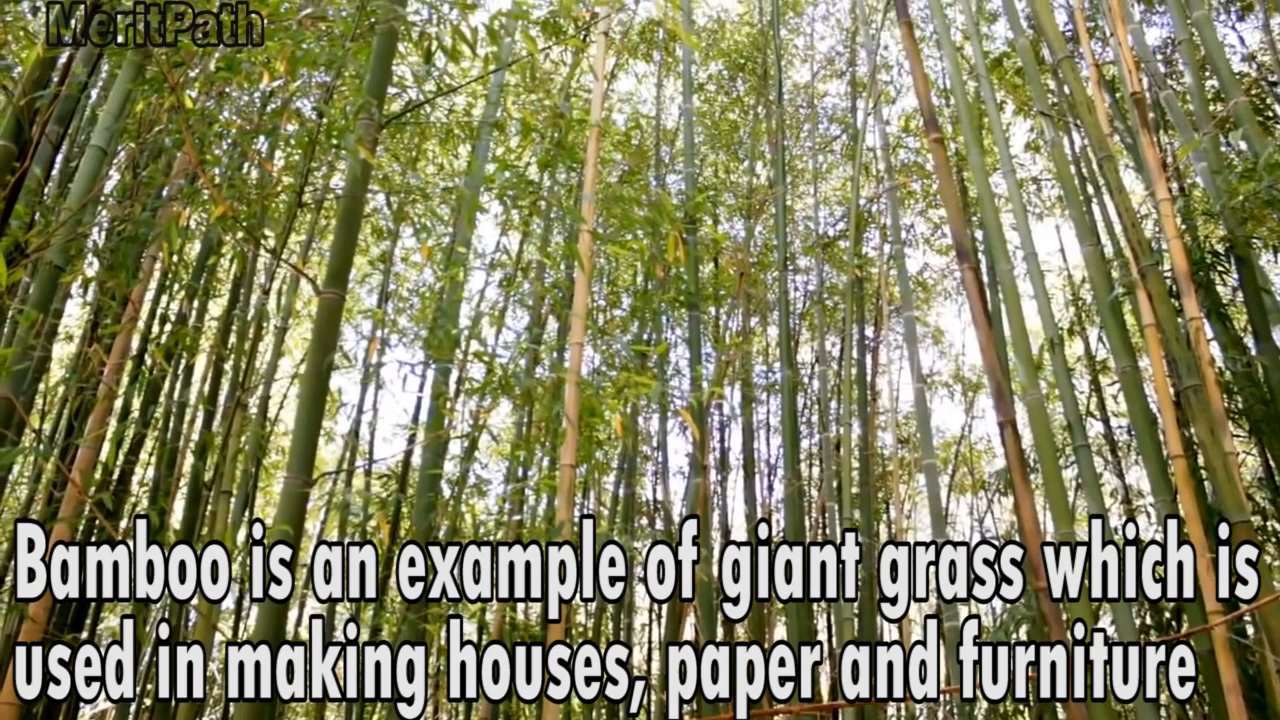 MeritPath
Bamboo is an example of giant grass which is
used in making houses, paper and furniture